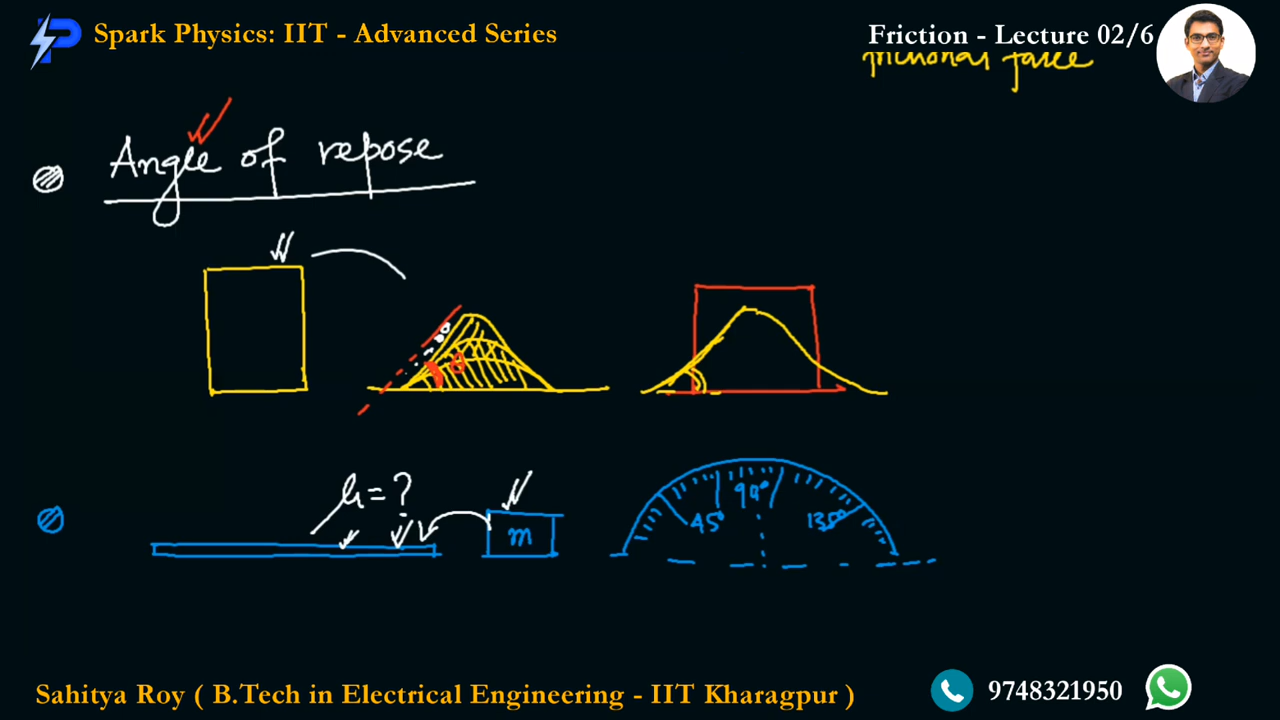 Spark Physics: IIT - Advanced Series
Friction - Lecture 02/6
frictional force
Angle of repose
θ
μ = ?
m
45° 90° 135°
Sahitya Roy ( B.Tech in Electrical Engineering - IIT Kharagpur )
9748321950